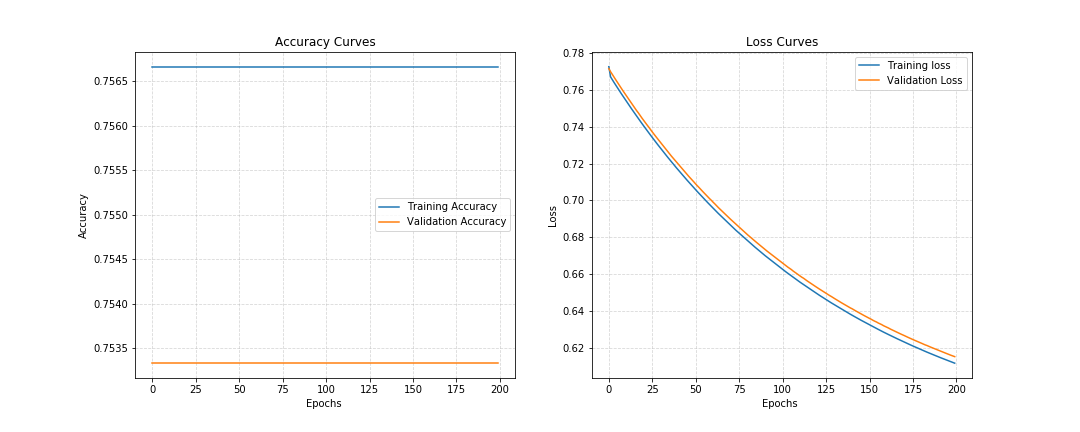 Accuracy Curves
0.7565
0.7560
0.7555
0.7550
0.7545
0.7540
0.7535
Accuracy
0 25 50 75 100 125 150 175 200
Epochs
Training Accuracy
Validation Accuracy
Loss Curves
0.78
0.76
0.74
0.72
0.70
0.68
0.66
0.64
0.62
Loss
0 25 50 75 100 125 150 175 200
Epochs
Training loss
Validation Loss